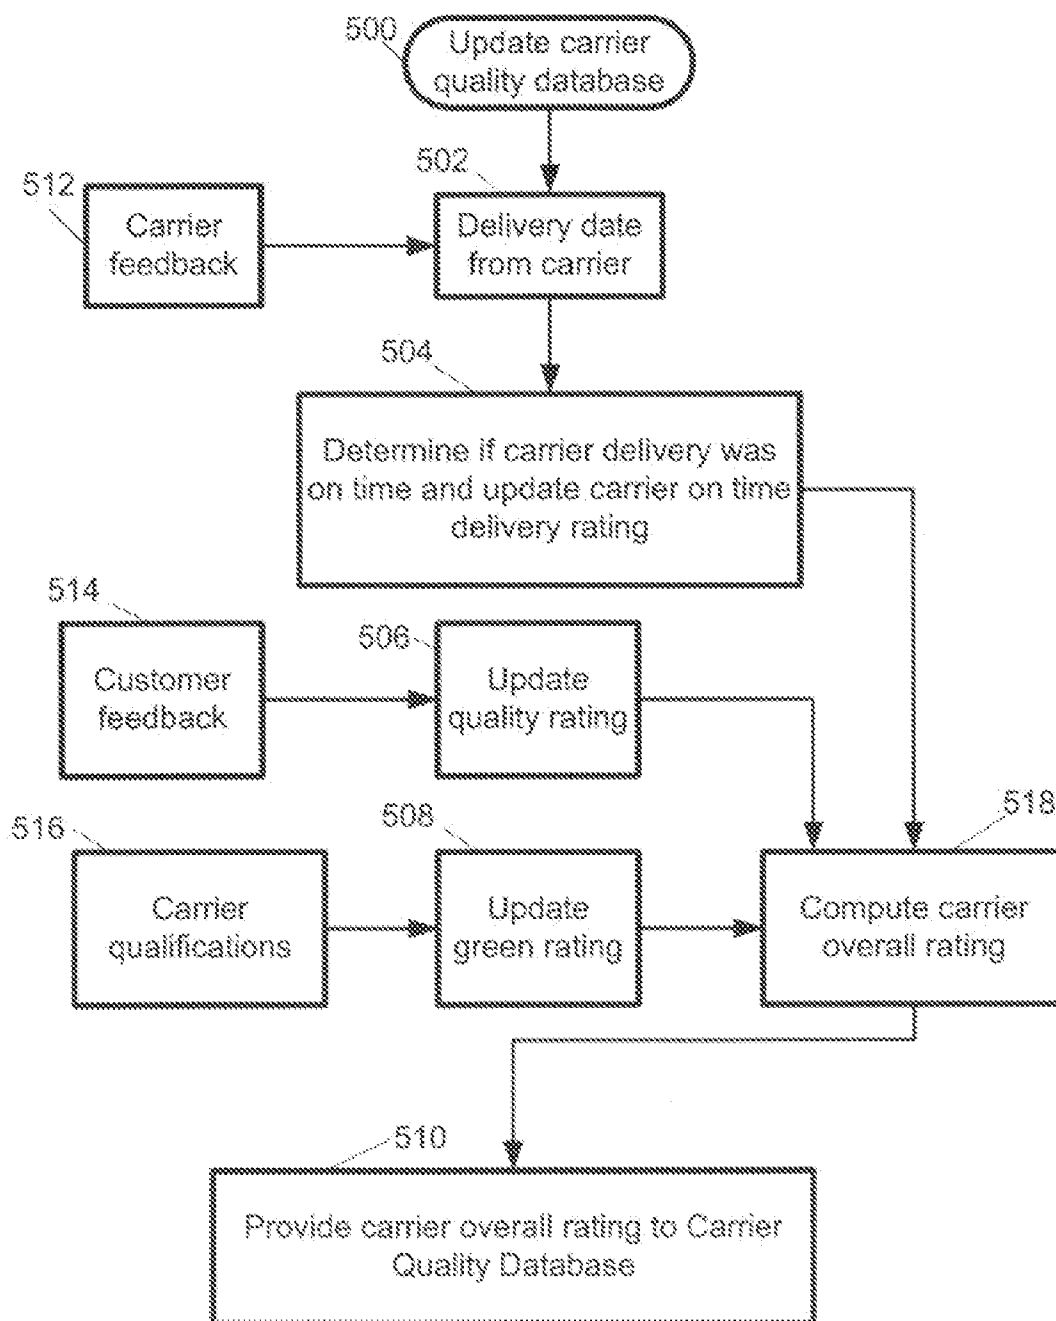 500
Update carrier
quality database
502
512
Carrier
feedback
Delivery date
from carrier
504
Determine if carrier delivery was
on time and update carrier on time
delivery rating
514
506
Customer
feedback
Update
quality rating
516
508
518
Carrier
qualifications
Update
green rating
Compute carrier
overall rating
510
Provide carrier overall rating to Carrier
Quality Database